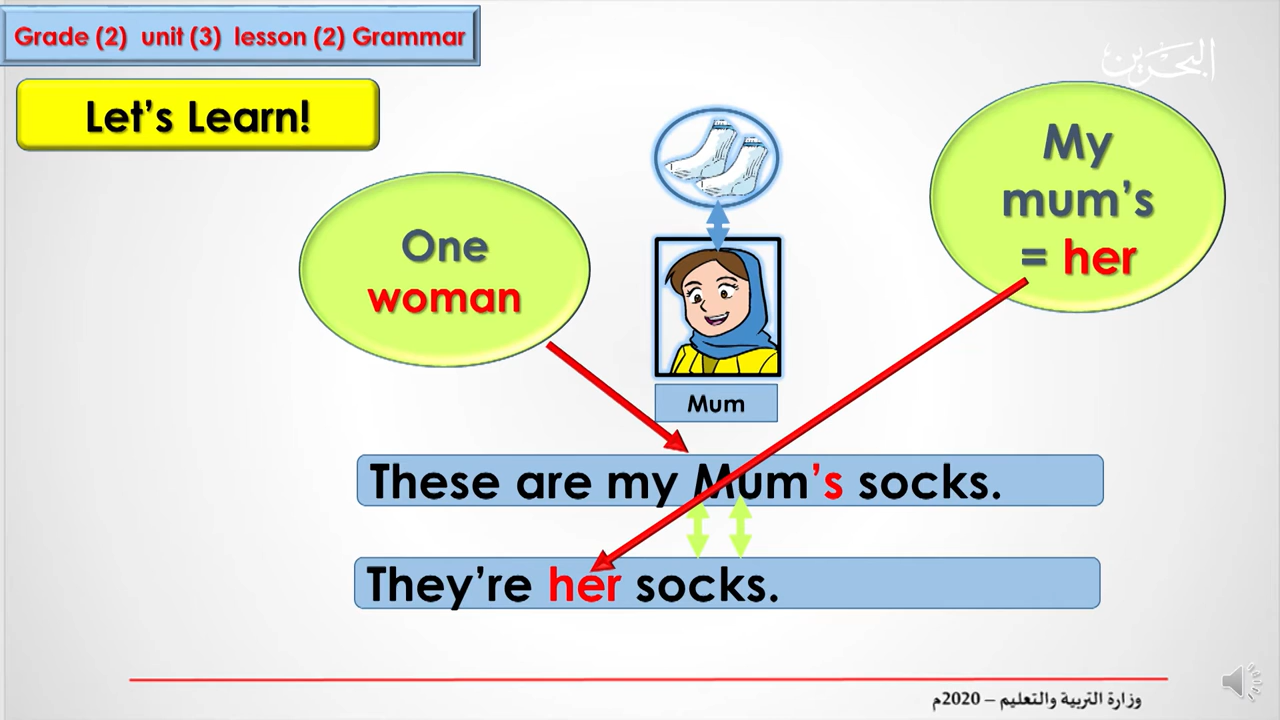 Grade (2) unit (3) lesson (2) Grammar
البحرين
Let's Learn!
My
mum's
= her
One
woman
Mum
These are my Mum's socks.
They're her socks.
وزارة التربية والتعليم – 2020م